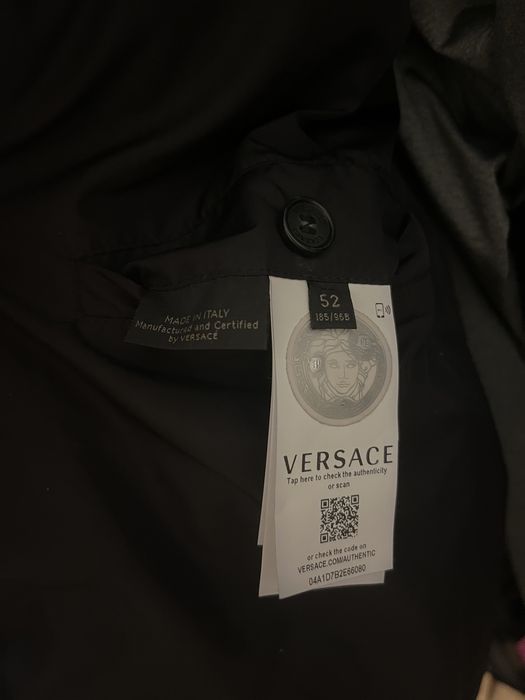 52
185/96B
MADE IN ITALY
Manufactured and Certified
by VERSACE
VERSACE
Tap here to check the authenticity
or scan
or check the code on
VERSACE.COM/AUTHENTIC
04A1D7B2E86080